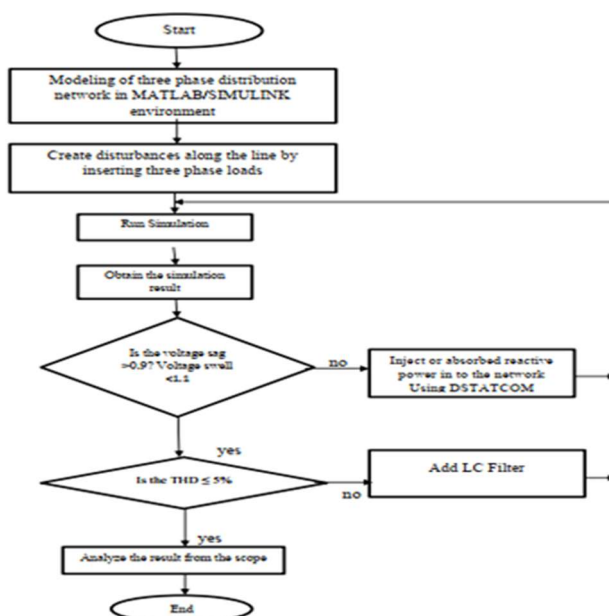 Start
Modeling of three phase distribution
network in MATLAB/SIMULINK
environment
Create disturbances along the line by
inserting three phase loads
Run Simulation
Obtain the simulation
result
Is the voltage sag
>0.9? Voltage swell
<1.1
no
Inject or absorbed reactive
power in to the network
Using DSTATCOM
yes
Is the THD ≤ 5%
no
Add LC Filter
yes
Analyze the result from the scope
End